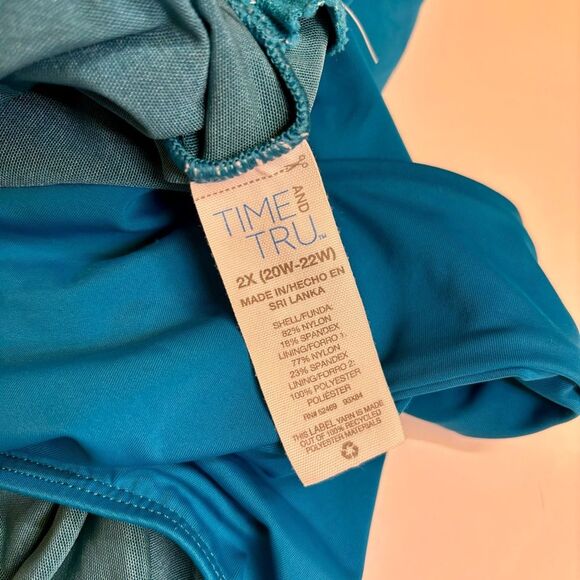 TIME AND
TRU™
2X (20W-22W)
MADE IN/HECHO EN
SRI LANKA
SHELL/FUNDA:
82% NYLON
18% SPANDEX
LINING/FORRO 1:
77% NYLON
23% SPANDEX
LINING/FORRO 2:
100% POLYESTER
POLIÉSTER
RN# 52469
THIS LABEL YARN IS MADE
OUT OF 100% RECYCLED
POLYESTER MATERIALS